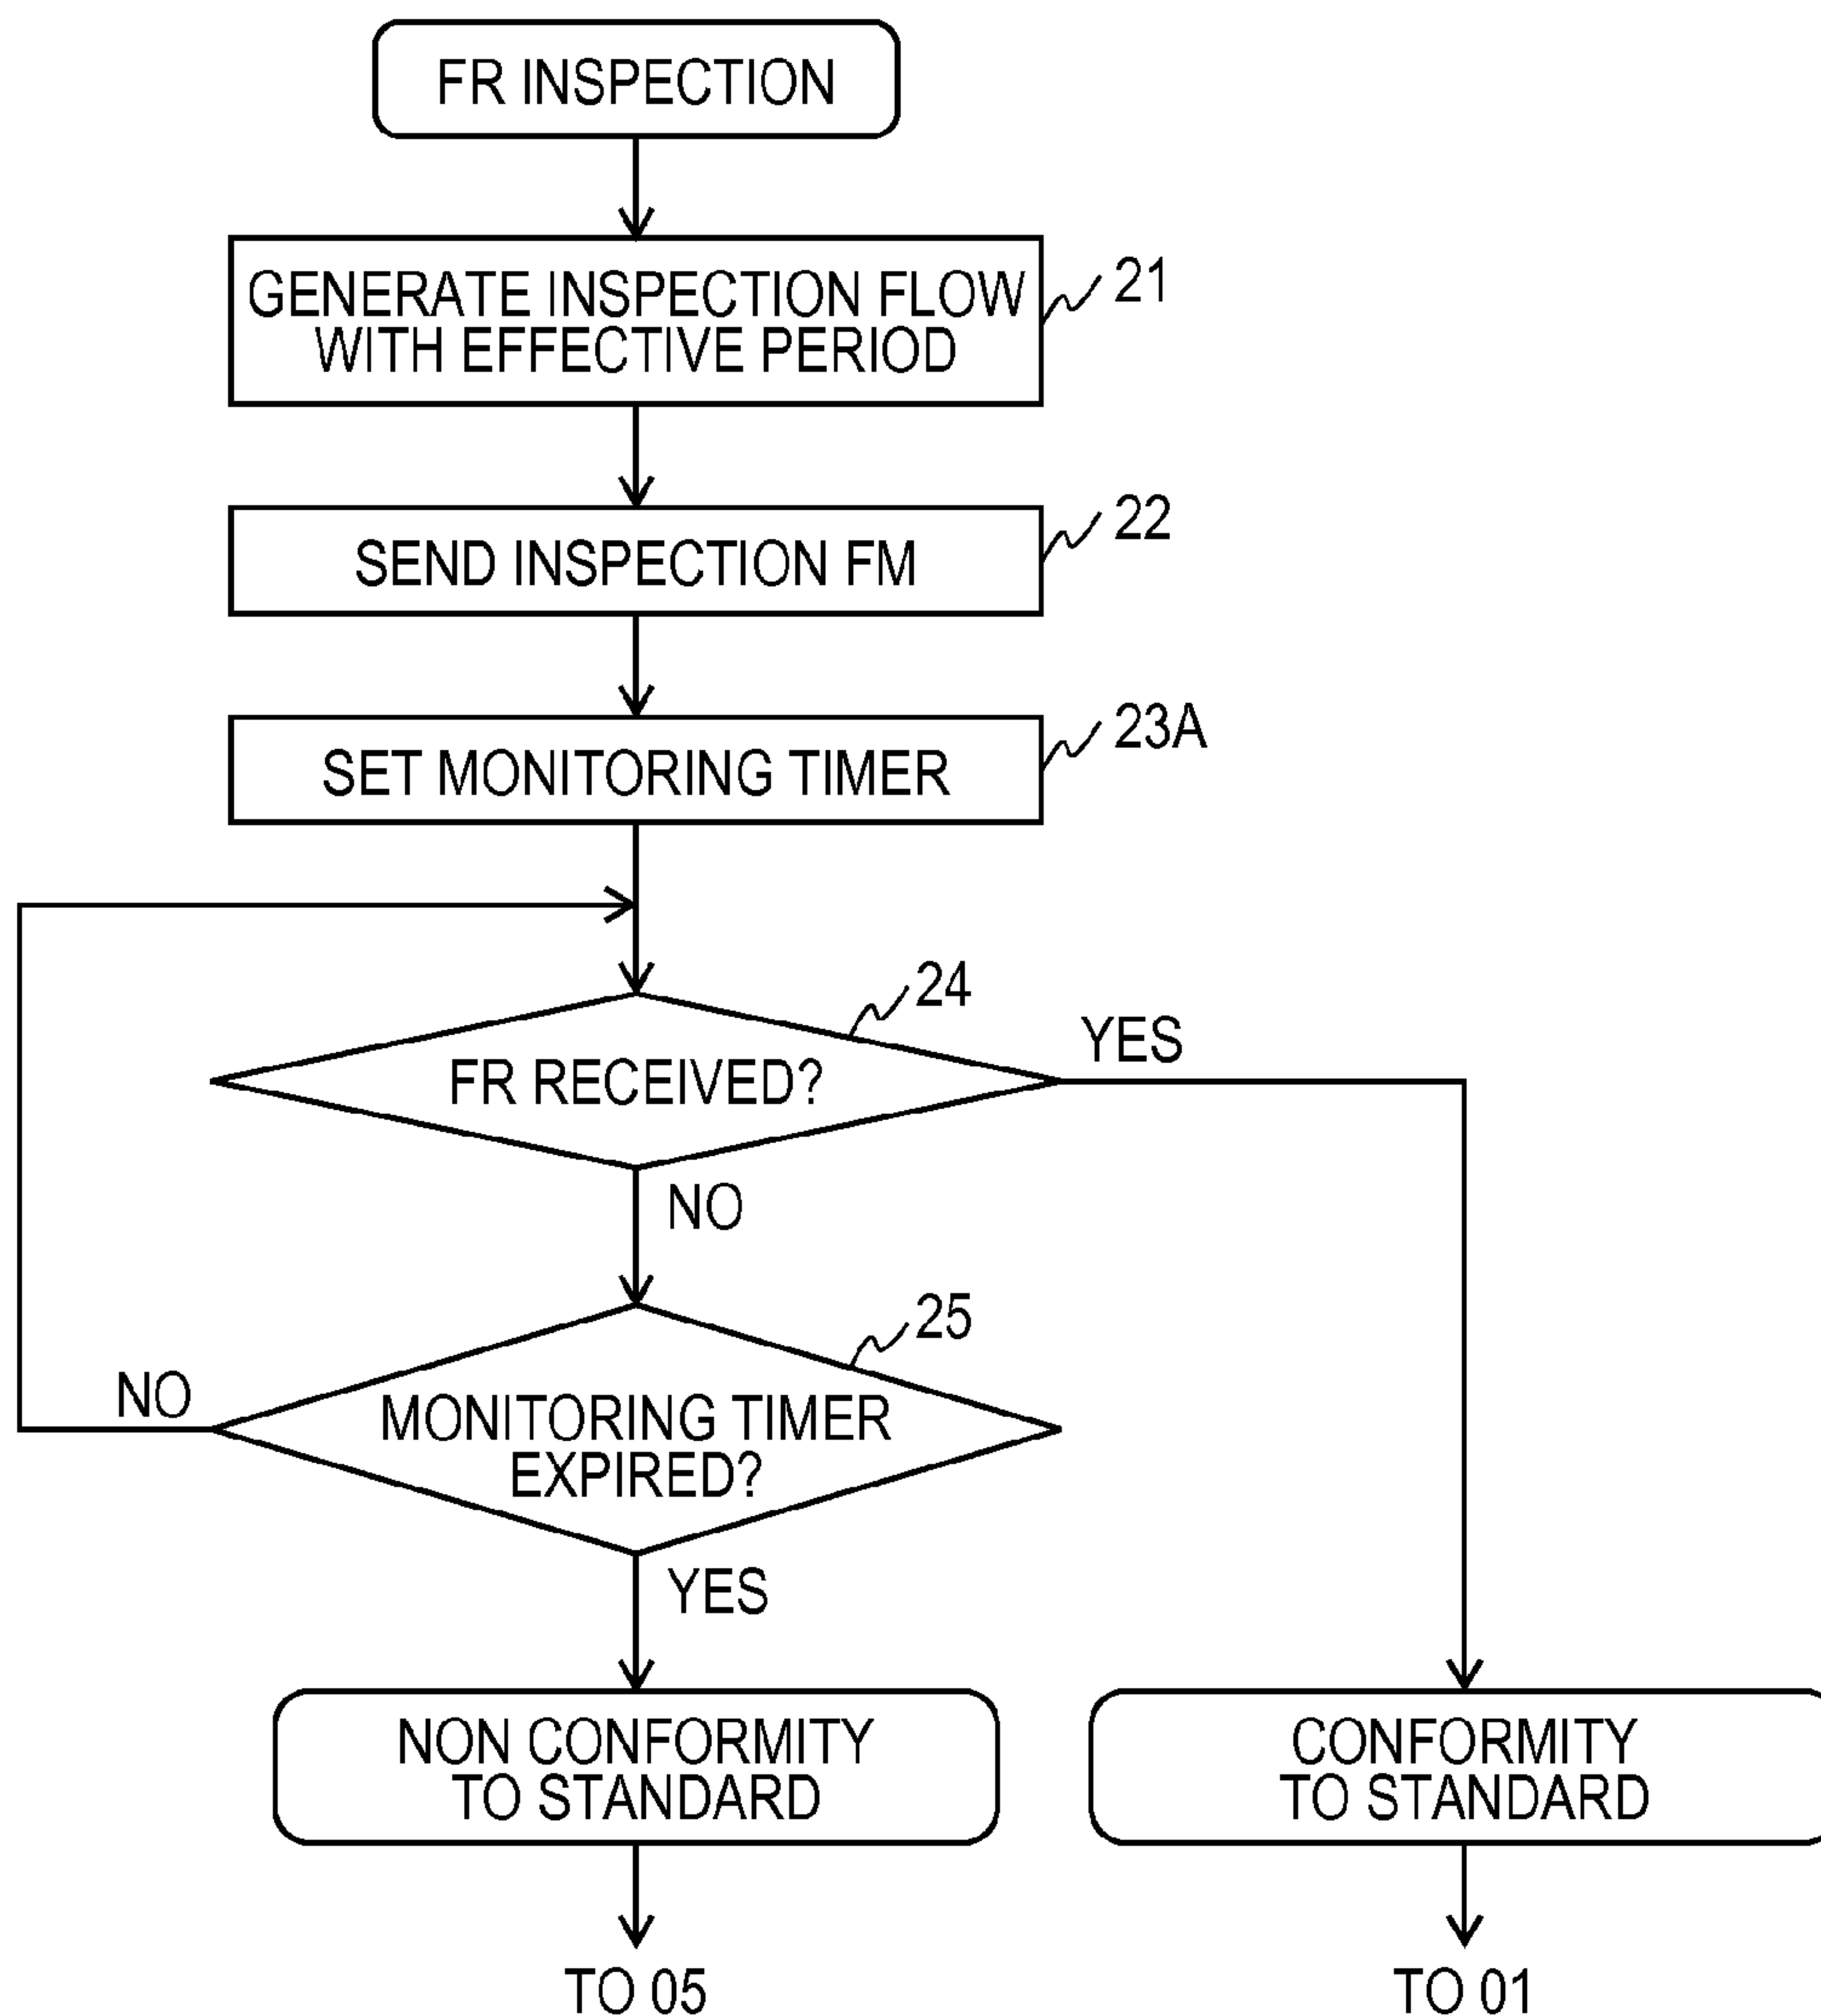 FR INSPECTION
GENERATE INSPECTION FLOW
WITH EFFECTIVE PERIOD
21
SEND INSPECTION FM
22
SET MONITORING TIMER
23A
24
FR RECEIVED?
YES
NO
25
MONITORING TIMER
EXPIRED?
NO
YES
NON CONFORMITY
TO STANDARD
CONFORMITY
TO STANDARD
TO 05
TO 01